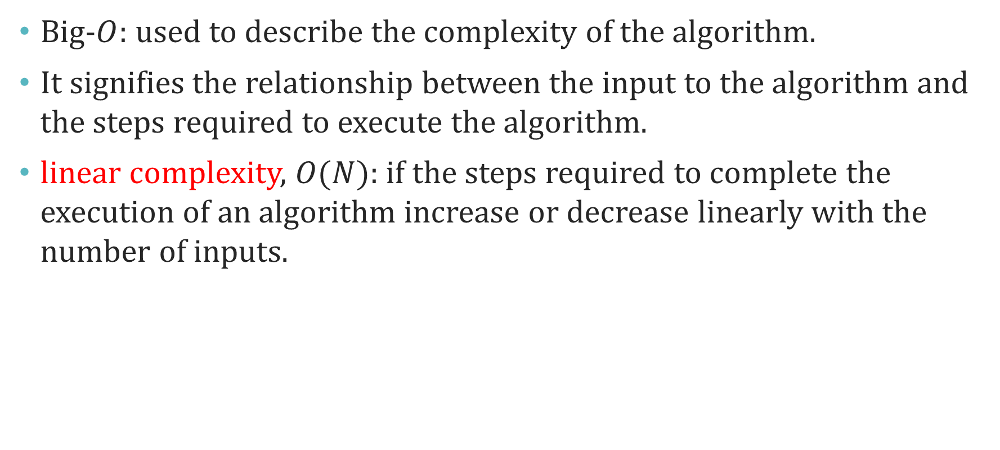 • Big-O: used to describe the complexity of the algorithm.
• It signifies the relationship between the input to the algorithm and
the steps required to execute the algorithm.
• linear complexity, O(N): if the steps required to complete the
execution of an algorithm increase or decrease linearly with the
number of inputs.